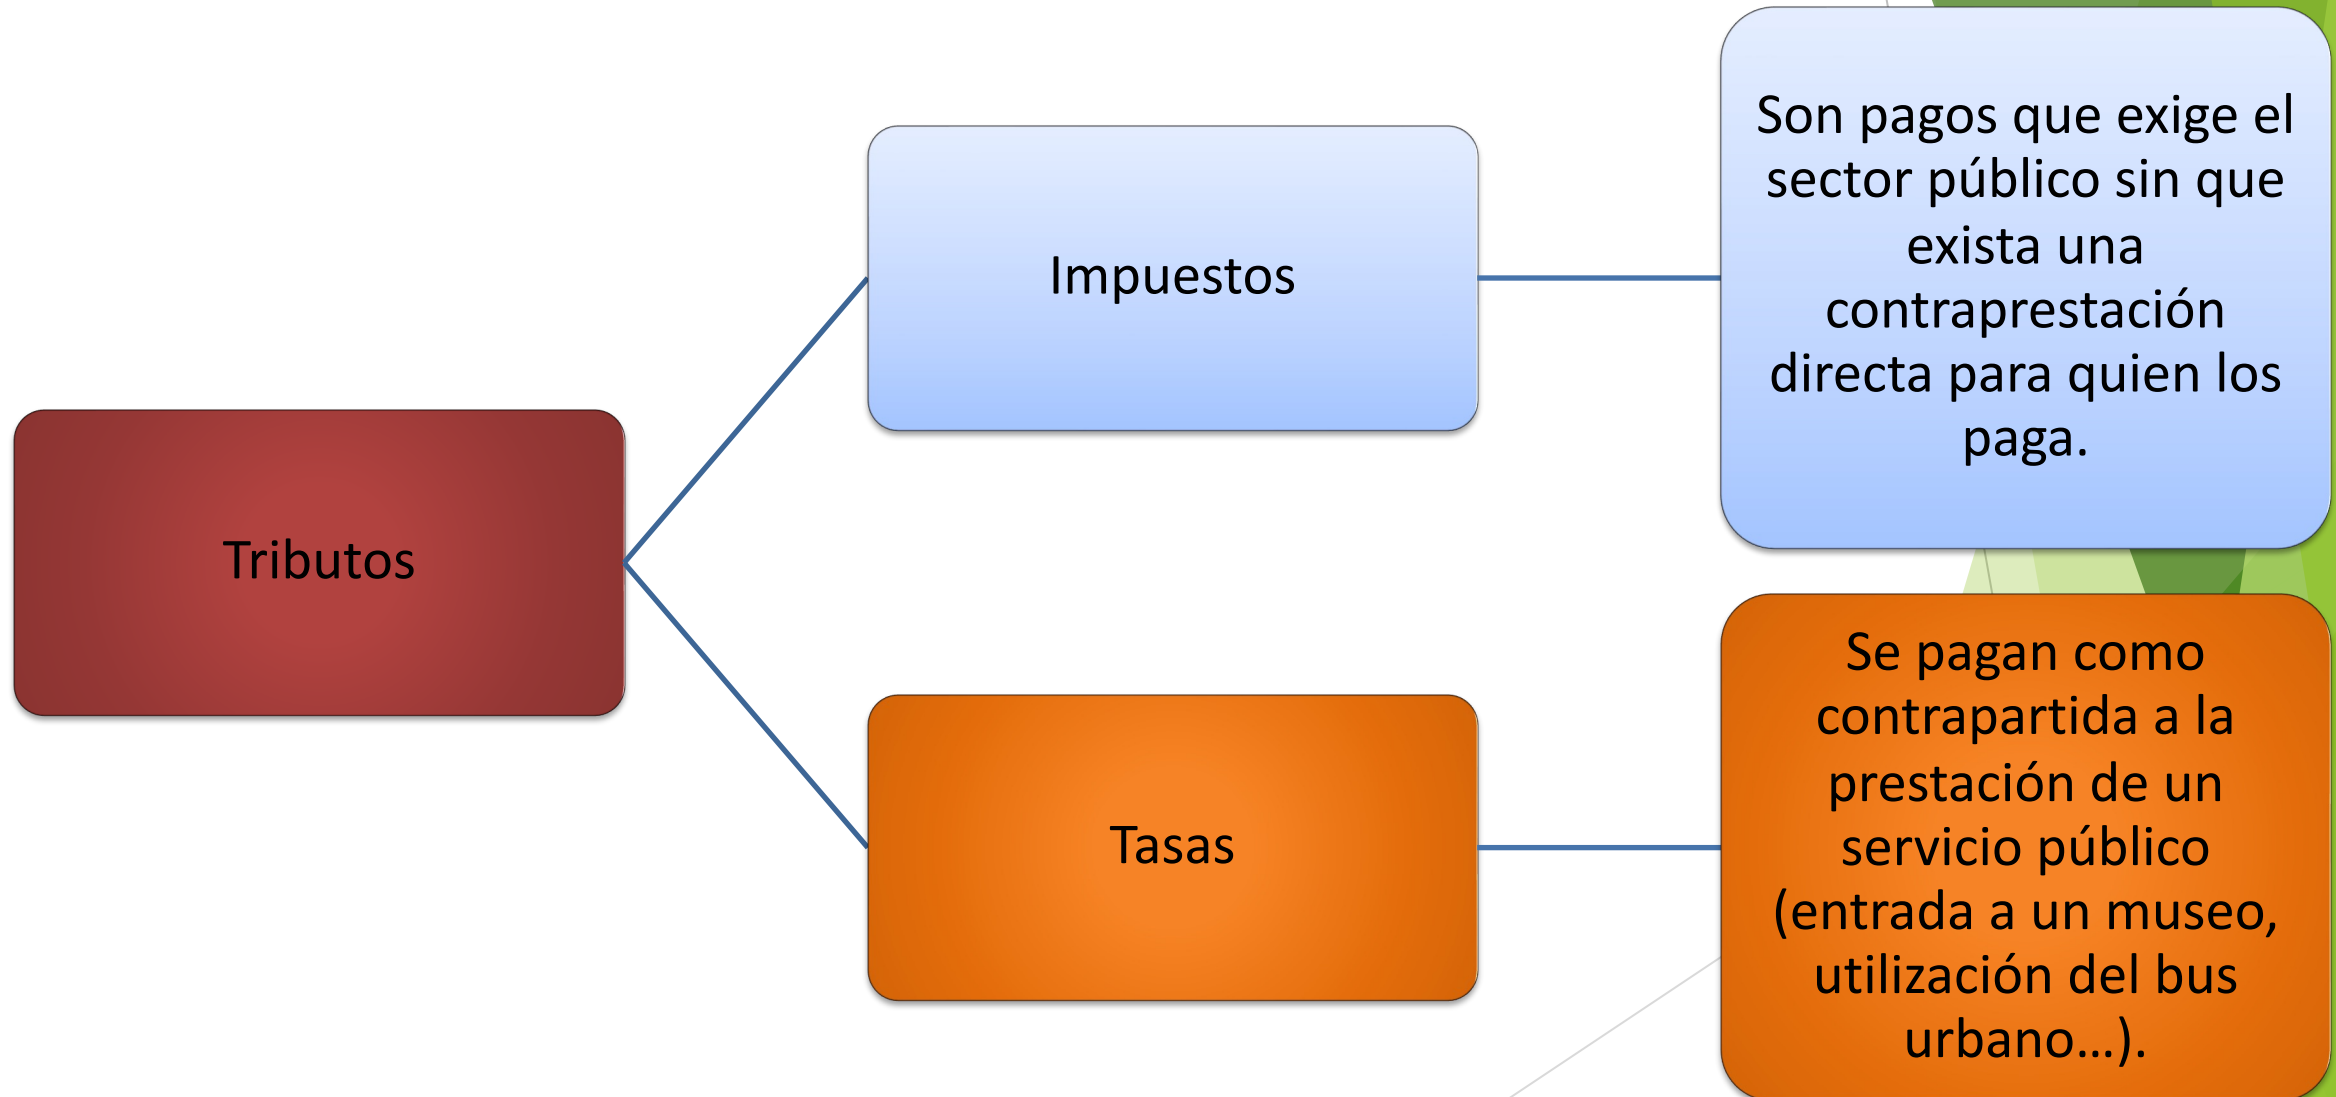 Tributos
Impuestos
Son pagos que exige el
sector público sin que
exista una
contraprestación
directa para quien los
paga.
Tasas
Se pagan como
contrapartida a la
prestación de un
servicio público
(entrada a un museo,
utilización del bus
urbano…).